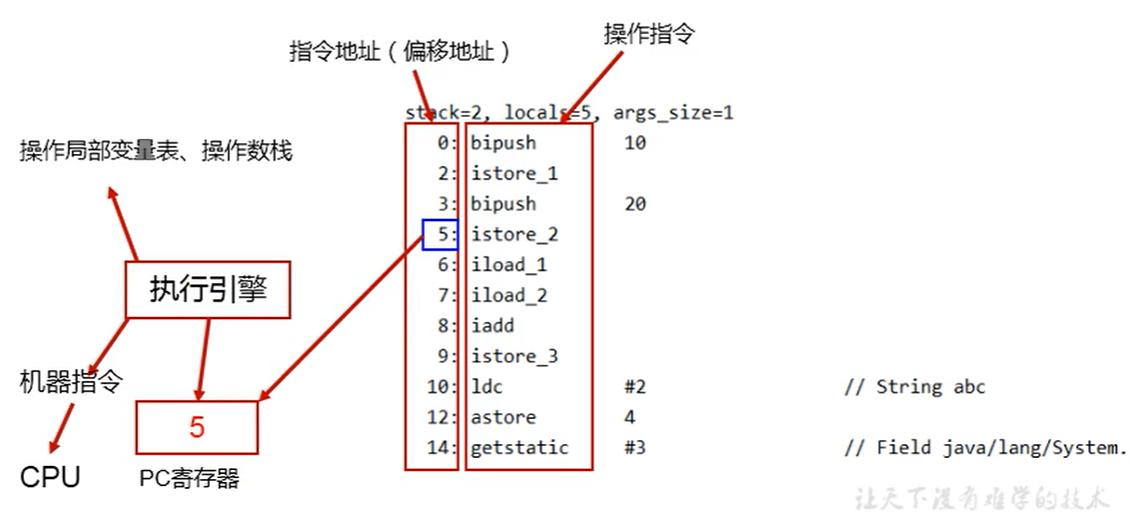 操作指令
指令地址（偏移地址）
stack=2, locals=5, args_size=1
0: bipush 10
2: istore_1
3: bipush 20
5: istore_2
6: iload_1
7: iload_2
8: iadd
9: istore_3
10: ldc #2 // String abc
12: astore 4
14: getstatic #3 // Field java/lang/System.
操作局部变量表、操作数栈
执行引擎
机器指令
5
CPU
PC寄存器
让天下没有难学的技术